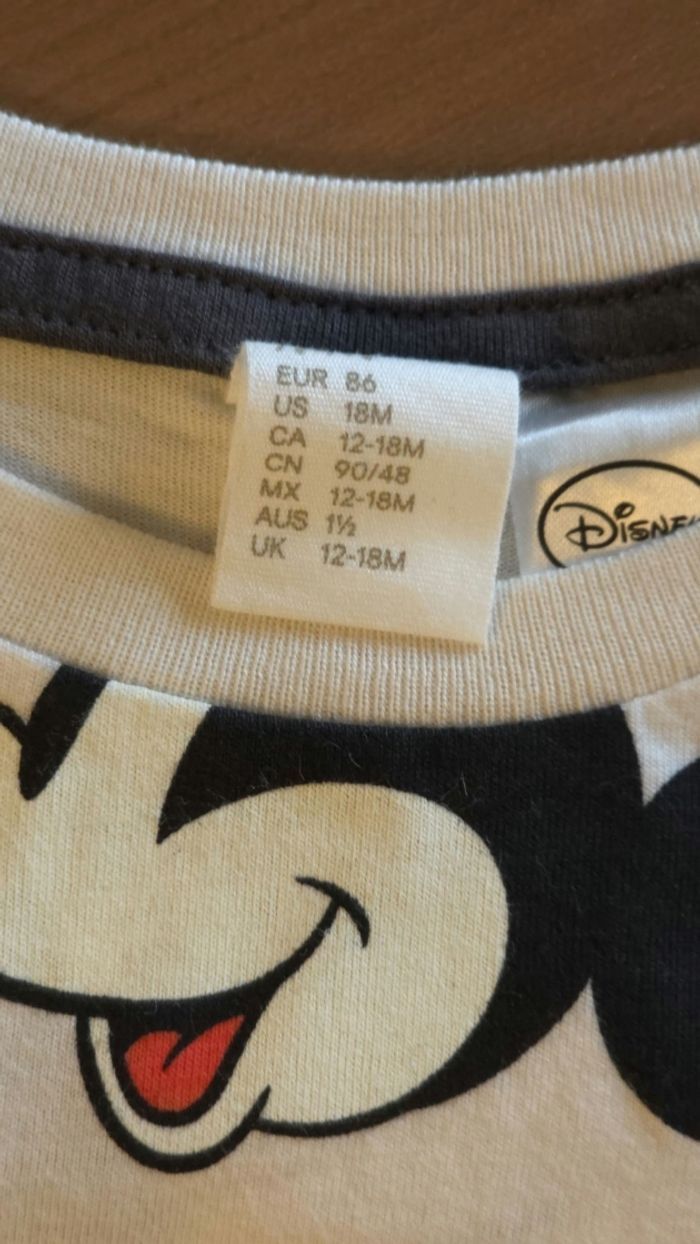 EUR 86
US 18M
CA 12-18M
CN 90/48
MX 12-18M
AUS 1½
UK 12-18M
DISNEY